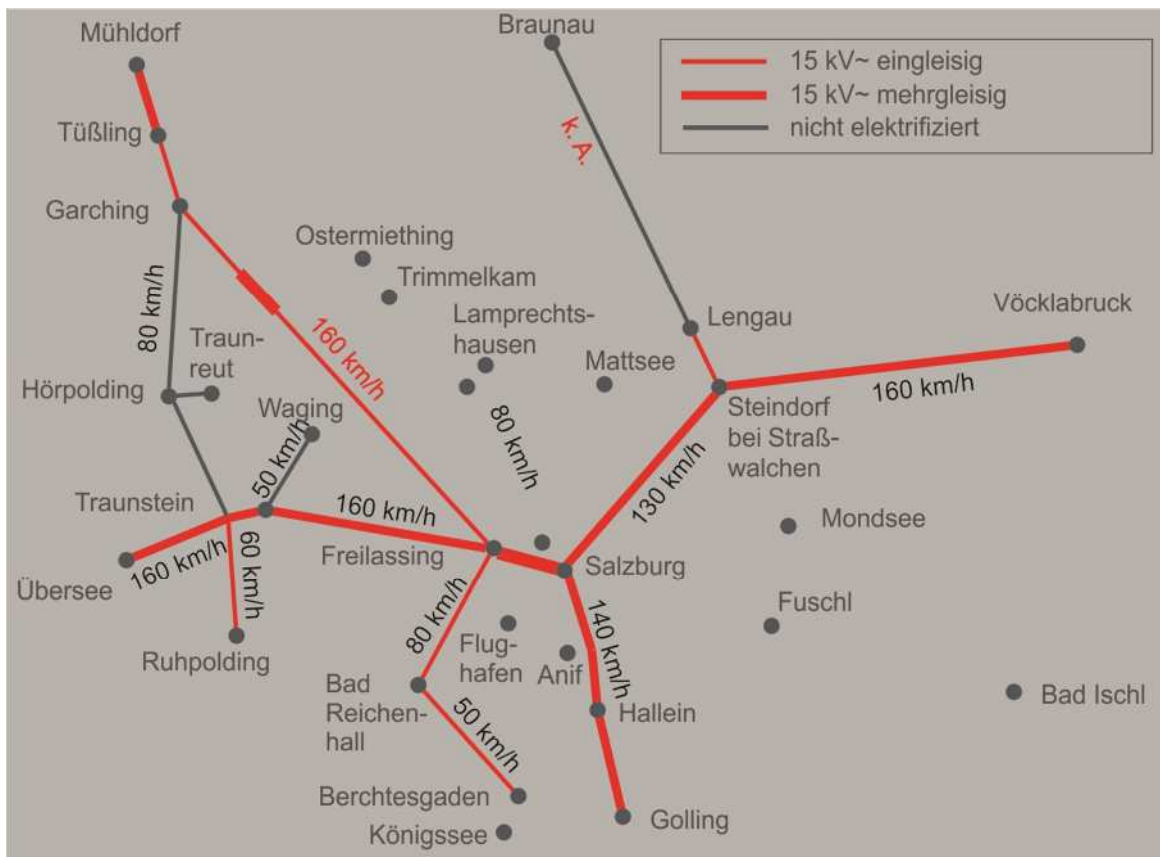 Mühldorf
Braunau
15 kV~ eingleisig
15 kV~ mehrgleisig
nicht elektrifiziert
Tüßling
k. A.
Garching
Ostermiething
Trimmelkam
80 km/h
160 km/h
Lamprechts-
hausen
Lengau
Vöcklabruck
Traun-
reut
Mattsee
Hörpolding
Waging
80 km/h
160 km/h
Steindorf
bei Straß-
walchen
50 km/h
130 km/h
Traunstein
160 km/h
Mondsee
Freilassing
Salzburg
160 km/h
60 km/h
Übersee
80 km/h
140 km/h
Fuschl
Ruhpolding
Flug-
hafen
Anif
Bad
Reichen-
hall
Hallein
Bad Ischl
50 km/h
Berchtesgaden
Golling
Königssee